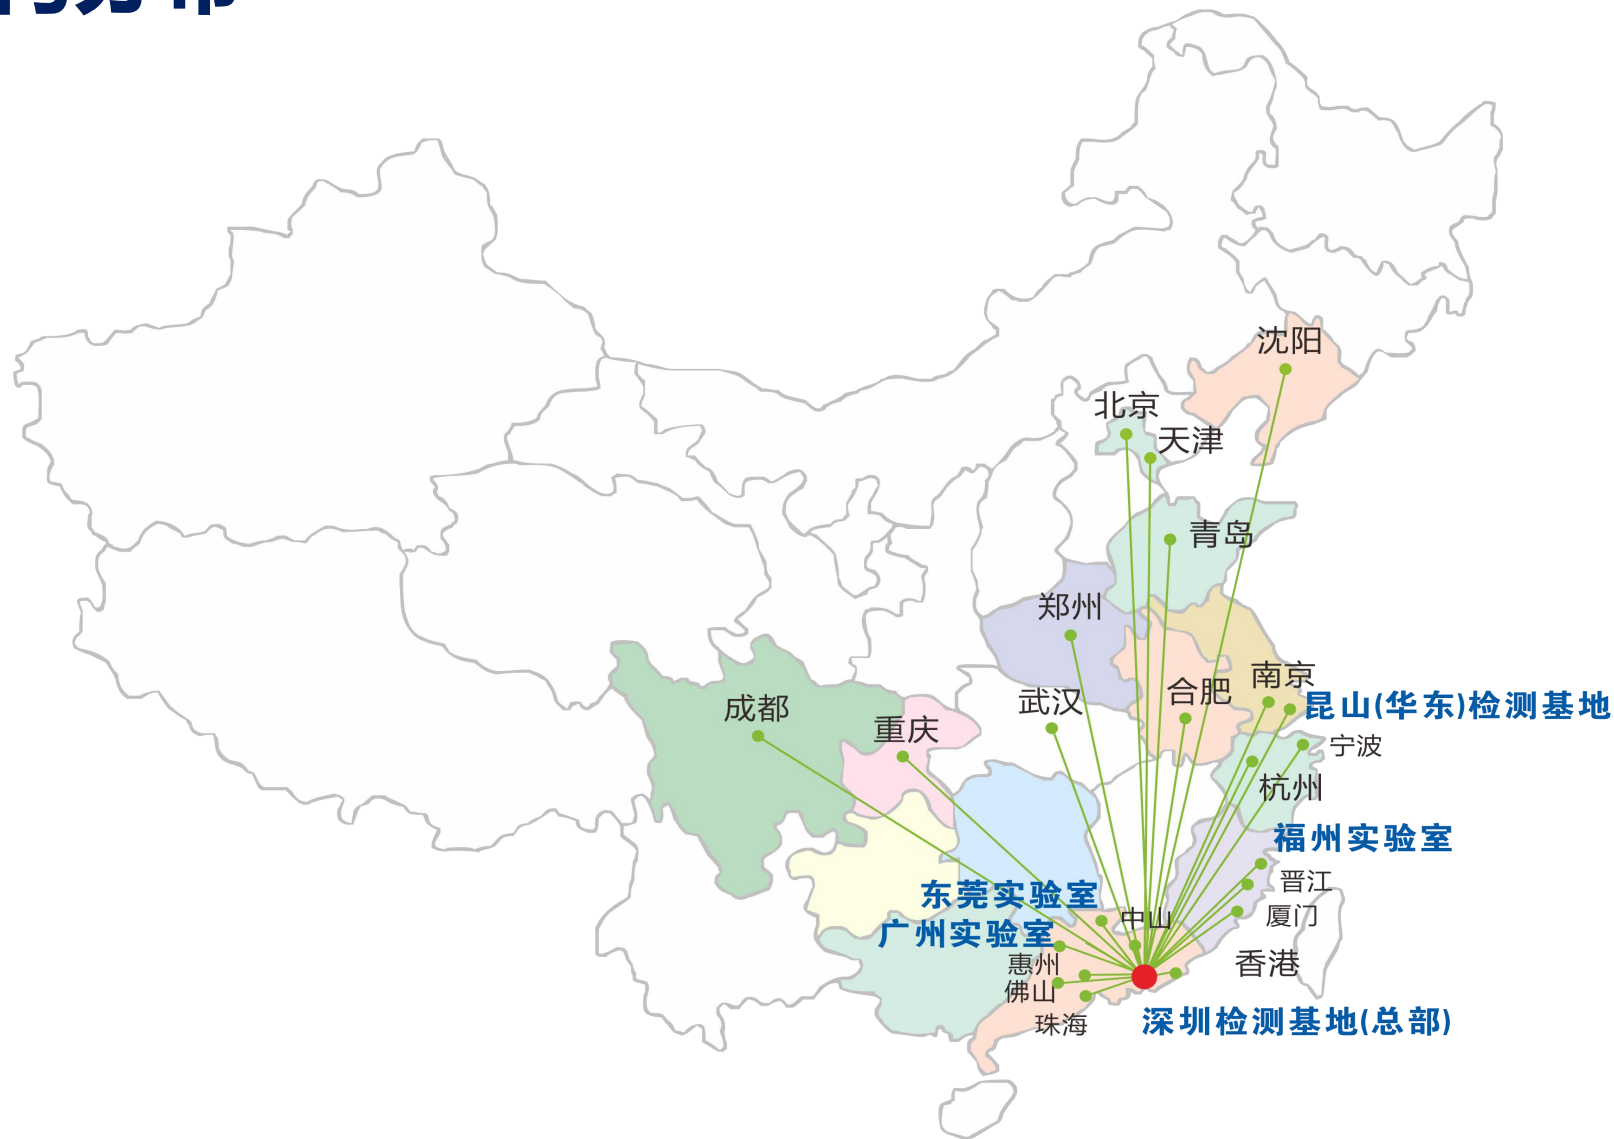 沈阳
北京
天津
青岛
郑州
南京
合肥
武汉
昆山(华东)检测基地
成都
重庆
宁波
杭州
福州实验室
晋江
东莞实验室
中山
厦门
广州实验室
惠州
香港
佛山
珠海
深圳检测基地(总部)